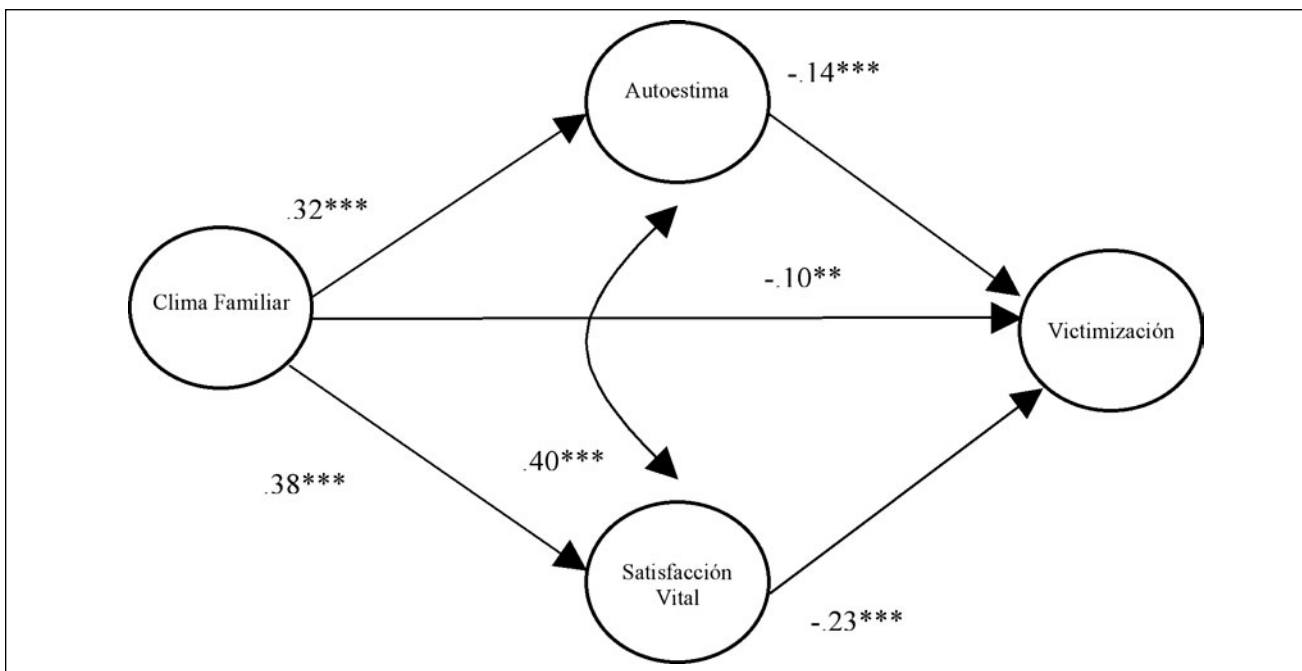 Autoestima
-.14***
.32***
Clima Familiar
-.10**
Victimización
.38***
.40***
Satisfacción
Vital
-.23***